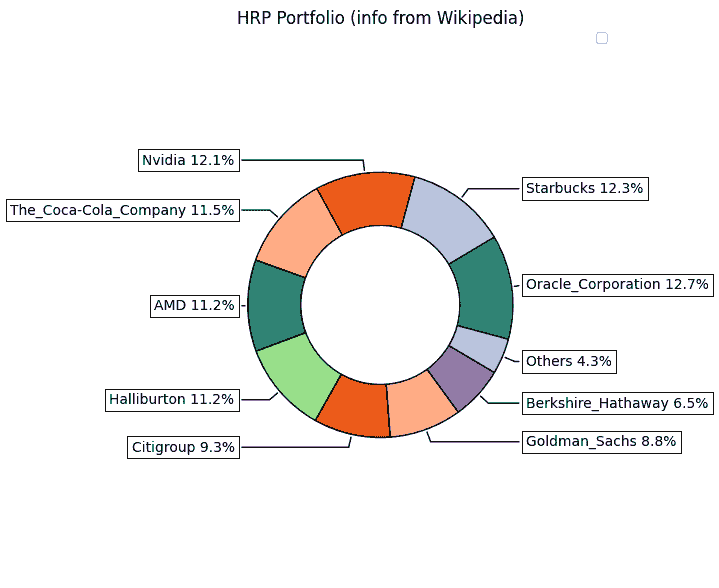 HRP Portfolio (info from Wikipedia)
Nvidia 12.1%
Starbucks 12.3%
The_Coca-Cola_Company 11.5%
Oracle_Corporation 12.7%
AMD 11.2%
Others 4.3%
Halliburton 11.2%
Berkshire_Hathaway 6.5%
Citigroup 9.3%
Goldman_Sachs 8.8%